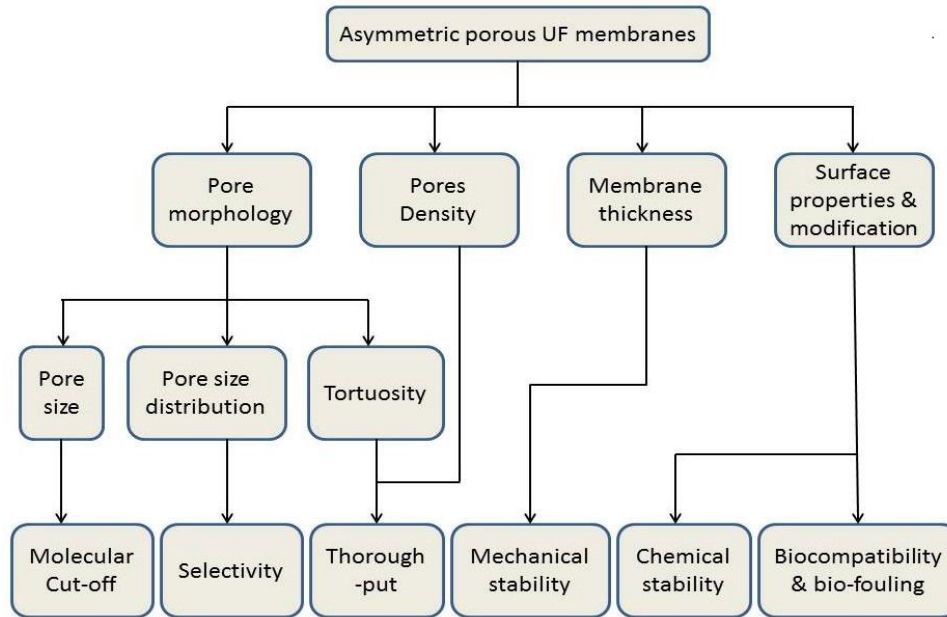 Asymmetric porous UF membranes
Pore
morphology
Pores
Density
Membrane
thickness
Surface
properties &
modification
Pore
size
Pore size
distribution
Tortuosity
Molecular
Cut-off
Selectivity
Thorough
-put
Mechanical
stability
Chemical
stability
Biocompatibility
& bio-fouling